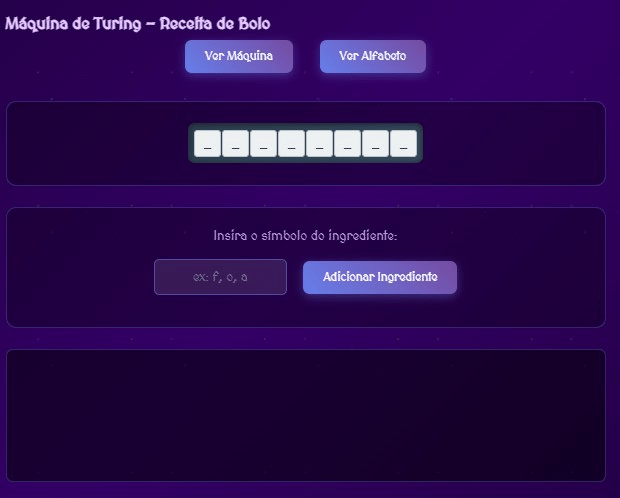 Máquina de Turing – Receita de Bolo
Ver Máquina Ver Alfabeto
_ _ _ _ _ _ _ _
Insira o símbolo do ingrediente:
ex: f, o, a Adicionar Ingrediente